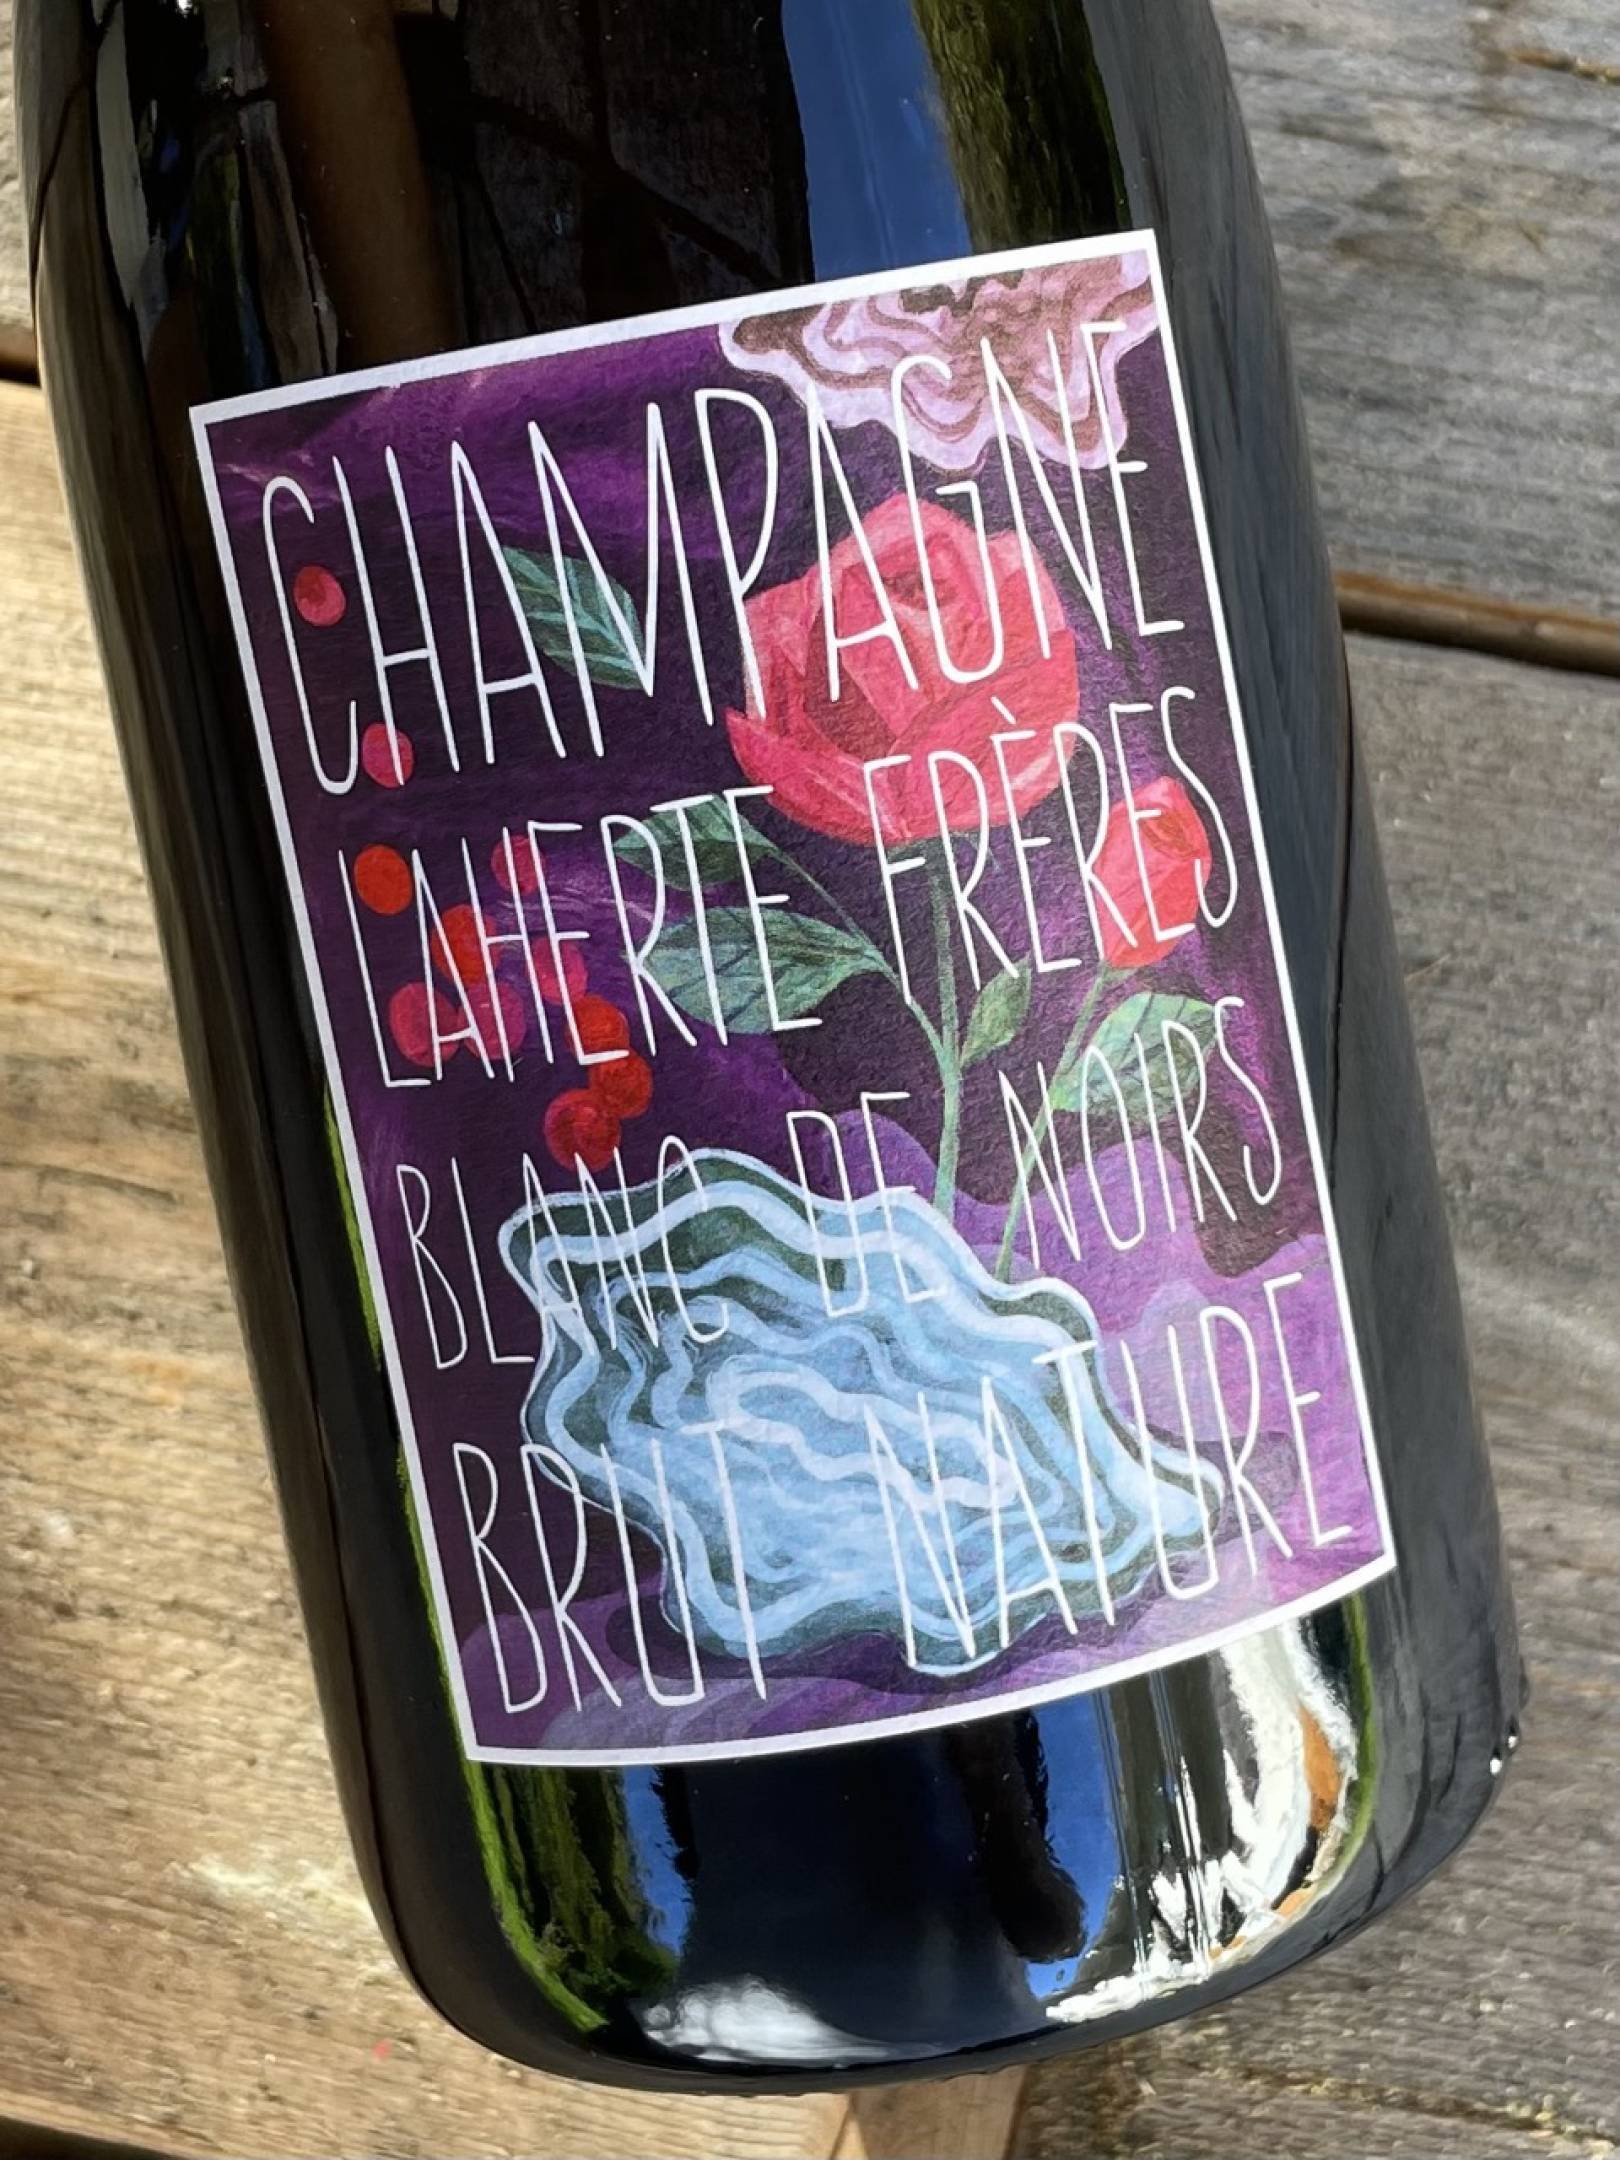 CHAMPAGNE
LAHERTE FRÈRES
BLANC DE NOIRS
BRUT NATURE